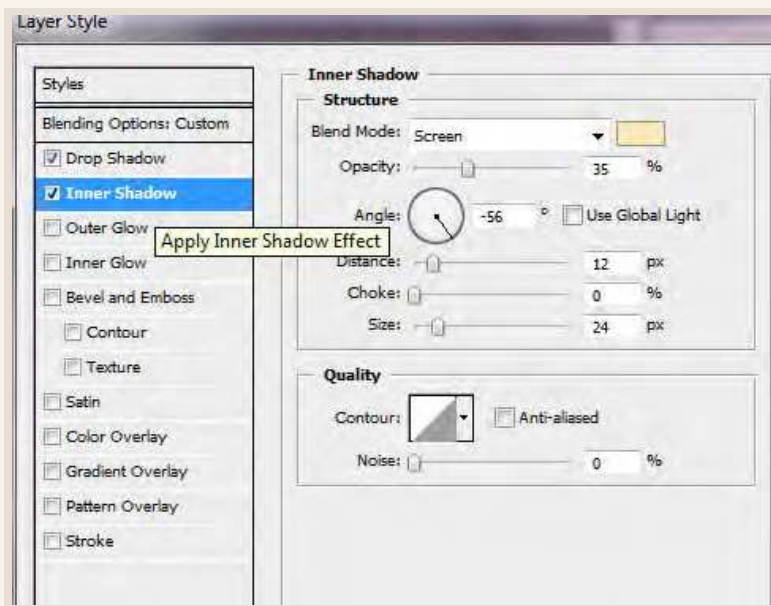 Layer Style
Styles
Blending Options: Custom
Drop Shadow
Inner Shadow
Outer Glow
Inner Glow
Bevel and Emboss
Contour
Texture
Satin
Color Overlay
Gradient Overlay
Pattern Overlay
Stroke
Apply Inner Shadow Effect
Inner Shadow
Structure
Blend Mode: Screen
Opacity: 35 %
Angle: -56 ° Use Global Light
Distance: 12 px
Choke: 0 %
Size: 24 px
Quality
Contour: Anti-aliased
Noise: 0 %